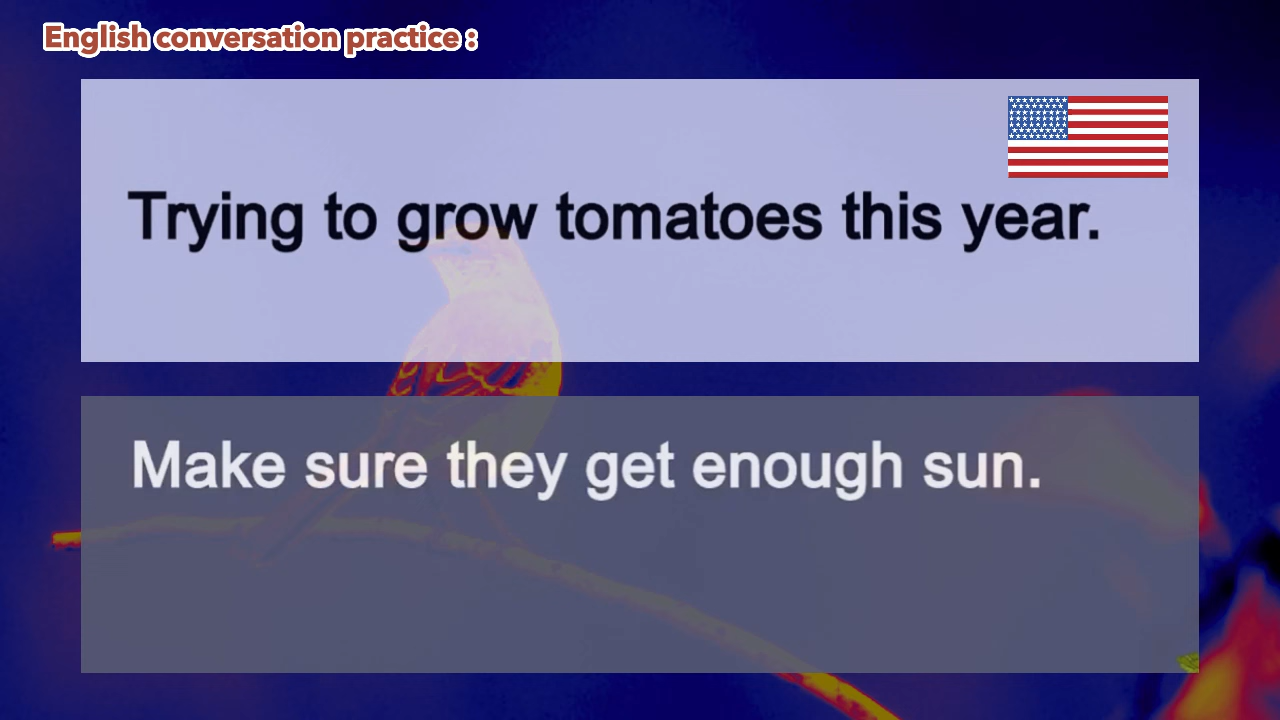 English conversation practice :
Trying to grow tomatoes this year.
Make sure they get enough sun.